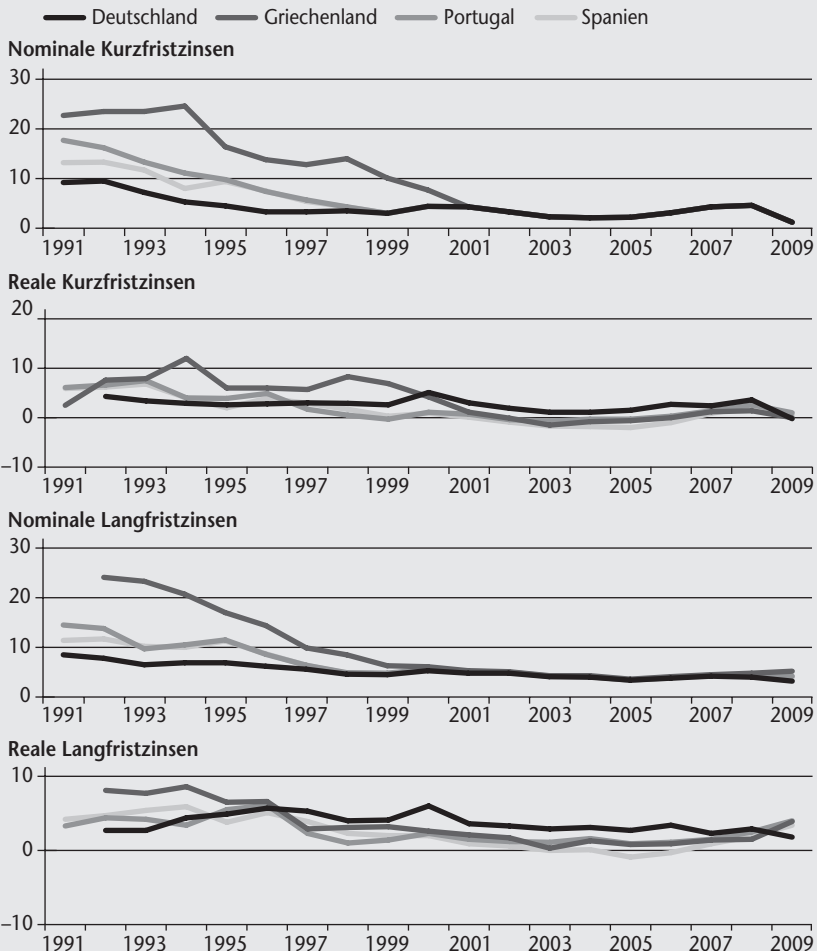 Deutschland Griechenland Portugal Spanien
Nominale Kurzfristzinsen
30
20
10
0
1991 1993 1995 1997 1999 2001 2003 2005 2007 2009
Reale Kurzfristzinsen
20
10
0
–10
1991 1993 1995 1997 1999 2001 2003 2005 2007 2009
Nominale Langfristzinsen
30
20
10
0
1991 1993 1995 1997 1999 2001 2003 2005 2007 2009
Reale Langfristzinsen
10
0
–10
1991 1993 1995 1997 1999 2001 2003 2005 2007 2009